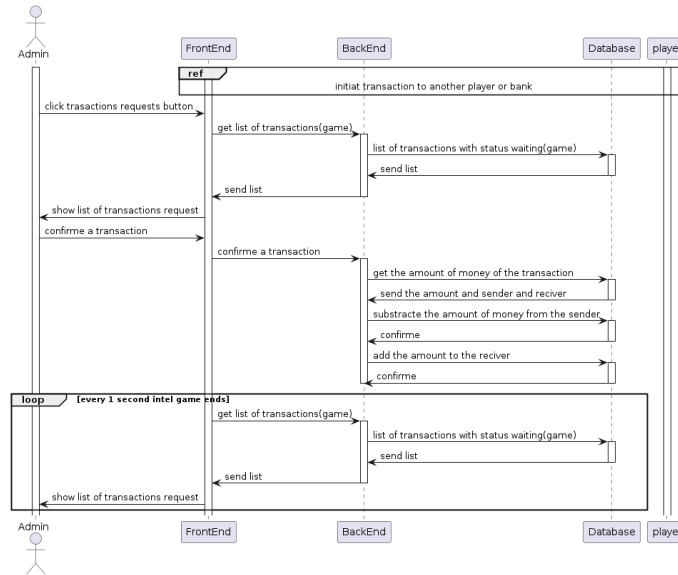 Admin
FrontEnd
BackEnd
Database
playe
ref
initiat transaction to another player or bank
click trasactions requests button
get list of transactions(game)
list of transactions with status waiting(game)
send list
send list
show list of transactions request
confirme a transaction
confirme a transaction
get the amount of money of the transaction
send the amount and sender and reciver
substracte the amount of money from the sender
confirme
add the amount to the reciver
confirme
loop
[every 1 second intel game ends]
get list of transactions(game)
list of transactions with status waiting(game)
send list
send list
show list of transactions request
Admin
FrontEnd
BackEnd
Database
playe